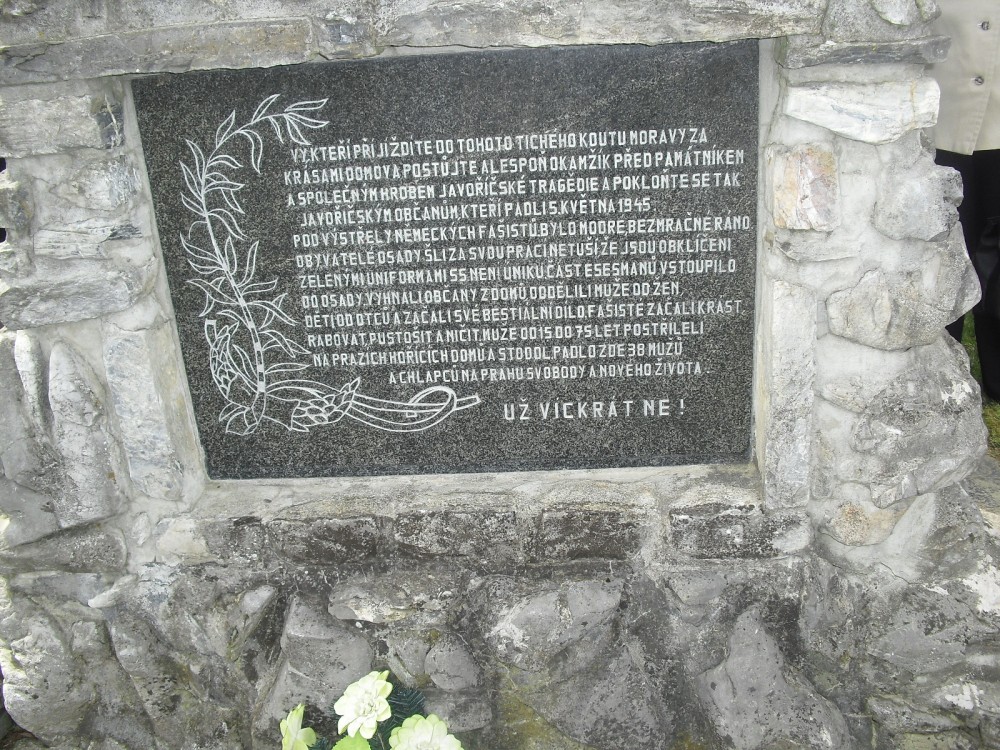 VY, KTEŘÍ PŘIJÍŽDÍTE DO TOHOTO TICHÉHO KOUTU MORAVY ZA
KRÁSAMI DOMOVA POSTŮJTE ALESPOŇ OKAMŽIK PŘED PAMÁTNÍKEM
A SPOLEČNÝM HROBEM JAVOŘÍČSKÉ TRAGÉDIE A POKLOŇTE SE TAK
JAVOŘÍČSKÝM OBČANŮM, KTEŘÍ PADLI 5. KVĚTNA 1945
POD VÝSTŘELY NĚMECKÝCH FAŠISTŮ. BYLO MODRÉ, BEZMRAČNÉ RÁNO
OBYVATELÉ OSADY ŠLI ZA SVOU PRACÍ NETUŠÍ ŽE JSOU OBKLÍČENI
ZELENÝMI UNIFORMAMI SS. NENÍ ÚNIKU. ČÁST ESESMANŮ VSTOUPILO
DO OSADY, VYHNALI OBČANY Z DOMŮ, ODDĚLILI MUŽE OD ŽEN,
DĚTI OD OTCŮ A ZAČALI SVÉ BESTIÁLNÍ DÍLO. FAŠISTÉ ZAČALI KRÁST,
RABOVAT, PUSTOŠIT A NIČIT. MUŽE OD 15 DO 75 LET, POSTŘÍLELI
NA PRAZÍCH HOŘÍCÍCH DOMŮ A STODOL. PADLO ZDE 38 MUŽŮ
A CHLAPCŮ NA PRAHU SVOBODY A NOVÉHO ŽIVOTA.
UŽ VÍCKRÁT NE!